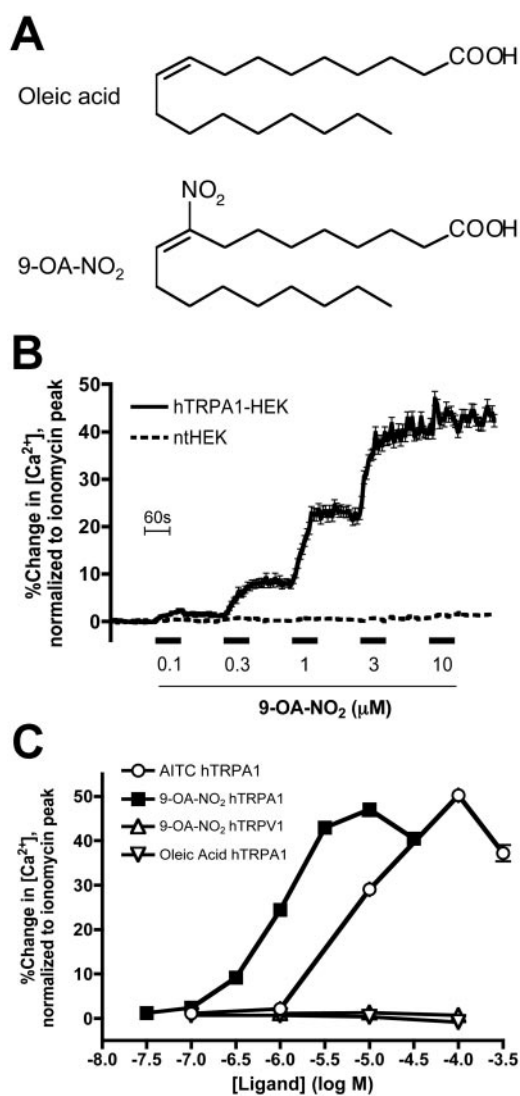 A
COOH
Oleic acid
NO₂
COOH
9-OA-NO₂
B
%Change in [Ca²⁺],
normalized to ionomycin peak
50
40
30
20
10
0
hTRPA1-HEK
ntHEK
60s
0.1 0.3 1 3 10
9-OA-NO₂ (μM)
C
%Change in [Ca²⁺],
normalized to ionomycin peak
AITC hTRPA1
9-OA-NO₂ hTRPA1
9-OA-NO₂ hTRPV1
Oleic Acid hTRPA1
50
40
30
20
10
0
-8.0 -7.5 -7.0 -6.5 -6.0 -5.5 -5.0 -4.5 -4.0 -3.5
[Ligand] (log M)